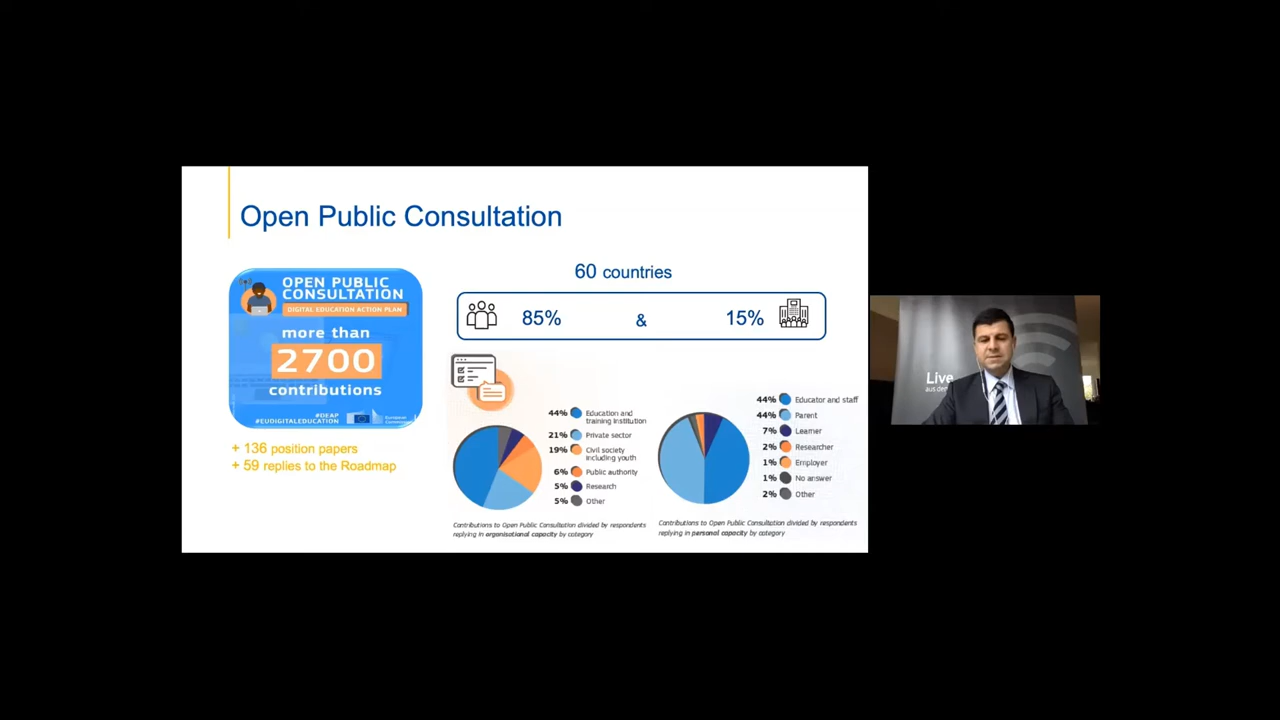 Open Public Consultation
OPEN PUBLIC
CONSULTATION
DIGITAL EDUCATION ACTION PLAN
more than
2700
contributions
#DEAP
#EUDIGITALEDUCATION
European
Commission
+ 136 position papers
+ 59 replies to the Roadmap
60 countries
85% & 15%
44% Education and
training institution
21% Private sector
19% Civil society
including youth
6% Public authority
5% Research
5% Other
Contributions to Open Public Consultation divided by respondents
replying in organisational capacity by category
44% Educator and staff
44% Parent
7% Learner
2% Researcher
1% Employer
1% No answer
2% Other
Contributions to Open Public Consultation divided by respondents
replying in personal capacity by category
Live
aus